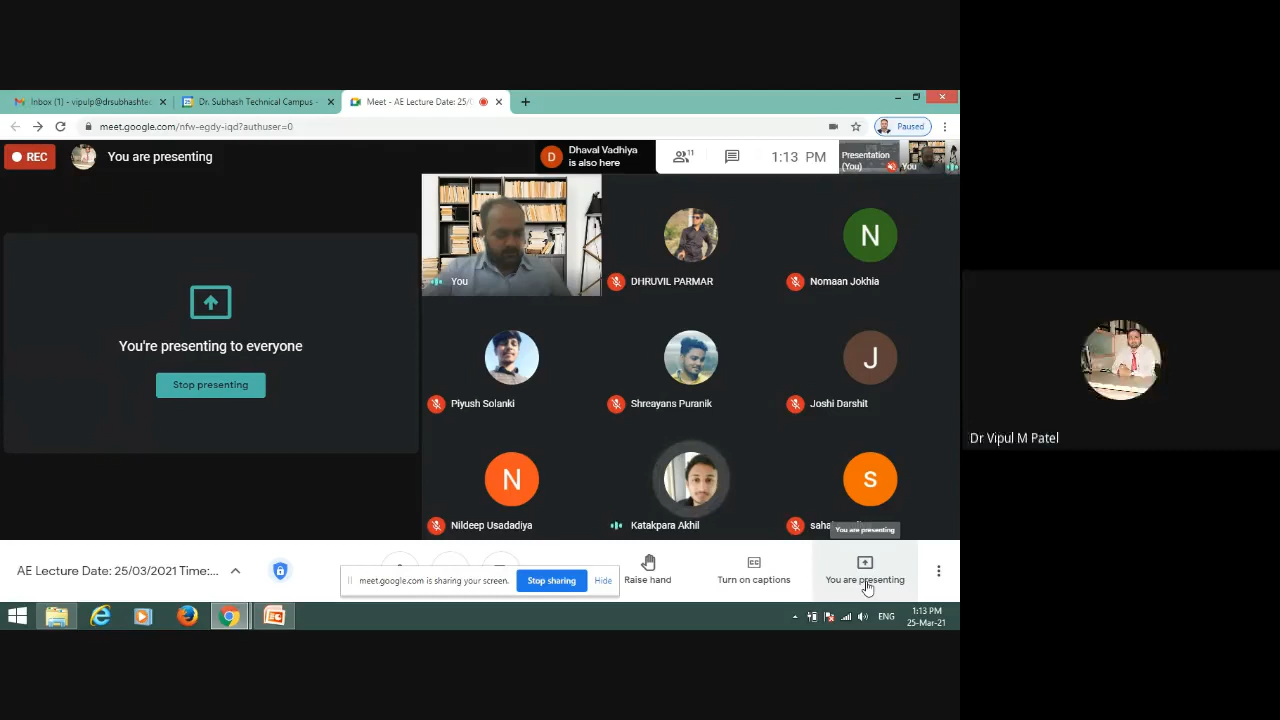 Inbox (1) - vipulp@drsubhashtec
Dr. Subhash Technical Campus -
Meet - AE Lecture Date: 25/0
meet.google.com/nfw-egdy-iqd?authuser=0
Paused
REC
You are presenting
D
Dhaval Vadhiya
is also here
11
1:13 PM
Presentation
(You)
You
You
DHRUVIL PARMAR
N
Nomaan Jokhia
You're presenting to everyone
Stop presenting
Piyush Solanki
Shreayans Puranik
J
Joshi Darshit
Dr Vipul M Patel
N
Nildeep Usadadiya
Katakpara Akhil
s
saha
You are presenting
AE Lecture Date: 25/03/2021 Time:...
meet.google.com is sharing your screen.
Stop sharing
Hide
Raise hand
CC
Turn on captions
You are presenting
ENG
1:13 PM
25-Mar-21